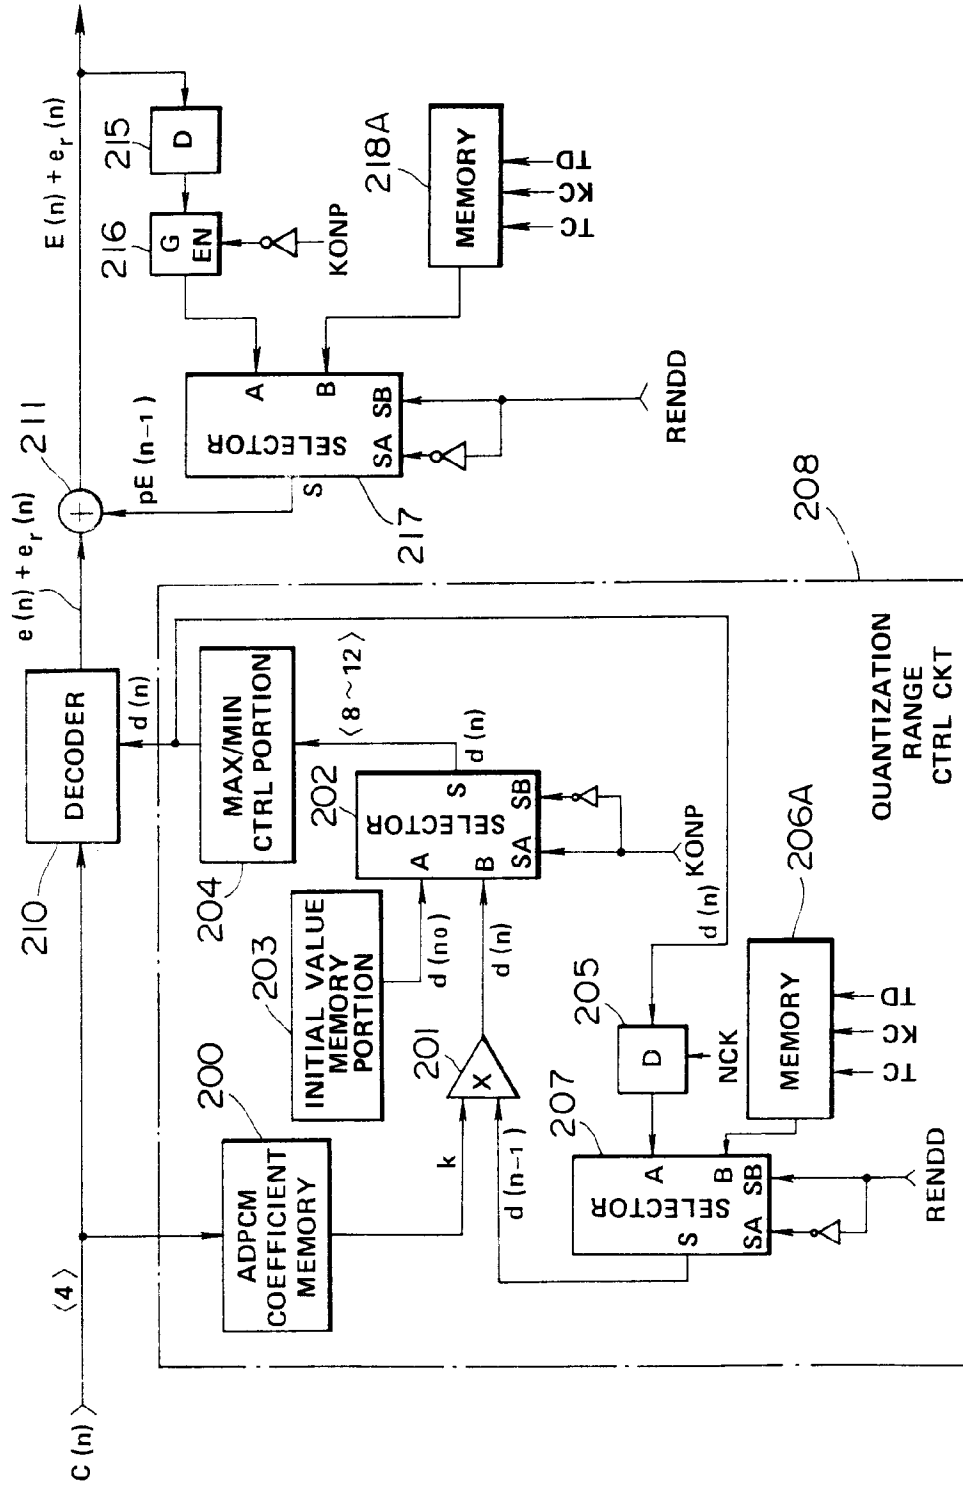 C(n)
⟨4⟩
210
DECODER
e(n)+e_r(n)
211
+
E(n)+e_r(n)
d(n)
pE(n−1)
215
D
216
G
EN
KONP
217
SELECTOR
A
B
S
SA
SB
RENDD
218A
MEMORY
TC
KC
TD
208
QUANTIZATION
RANGE
CTRL CKT
200
ADPCM
COEFFICIENT
MEMORY
k
203
INITIAL VALUE
MEMORY
PORTION
d(n0)
204
MAX/MIN
CTRL PORTION
⟨8~12⟩
d(n)
202
SELECTOR
A
B
S
SA
SB
KONP
201
X
d(n)
d(n−1)
d(n)
205
D
NCK
207
SELECTOR
A
B
S
SA
SB
RENDD
206A
MEMORY
TC
KC
TD